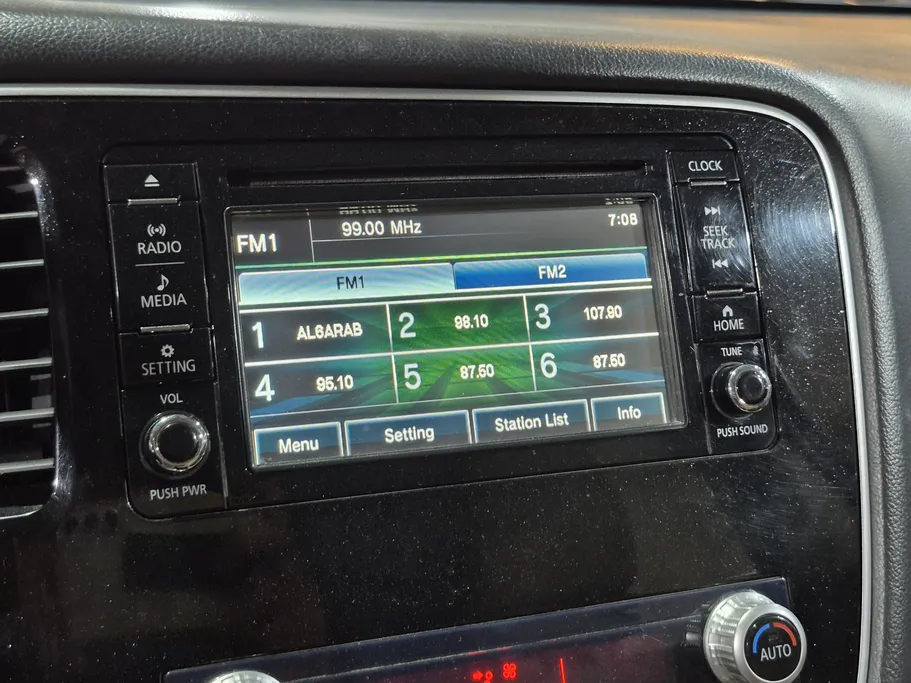 CLOCK
RADIO
MEDIA
SETTING
VOL
PUSH PWR
FM1
99.00 MHz
7:08
FM1
FM2
1 AL6ARAB
2 98.10
3 107.90
4 95.10
5 87.50
6 87.50
Menu
Setting
Station List
Info
SEEK
TRACK
HOME
TUNE
PUSH SOUND
AUTO